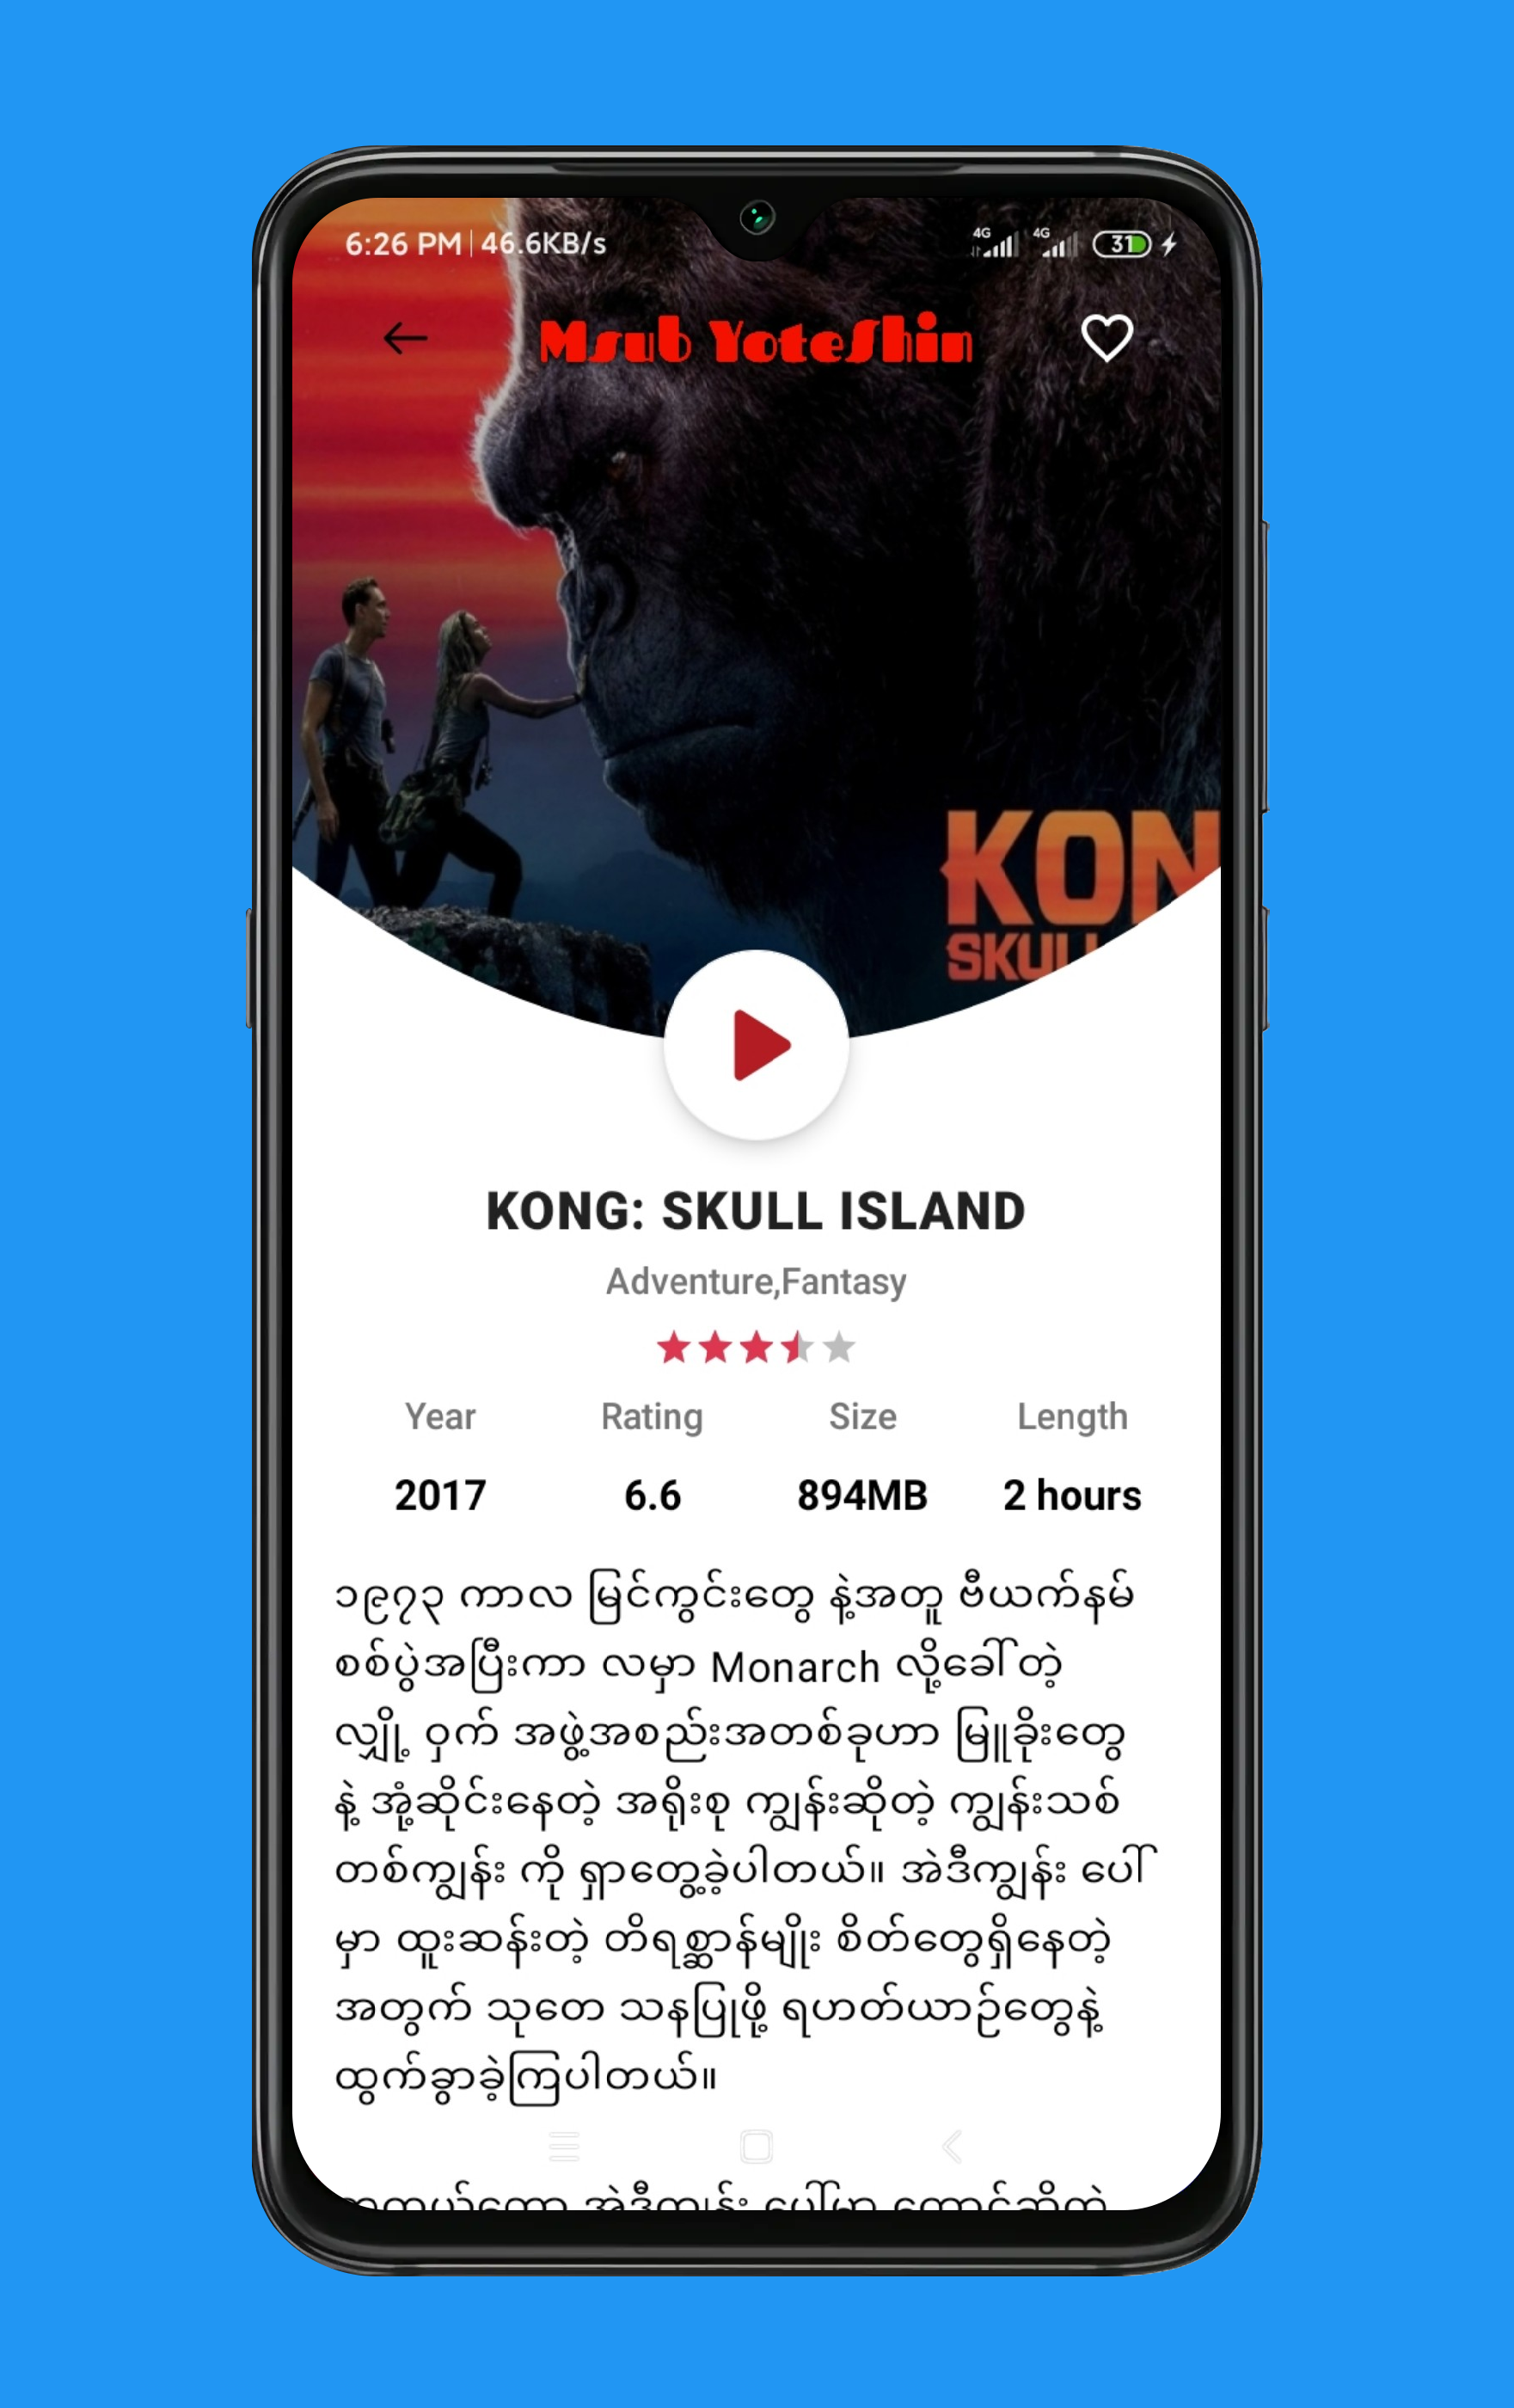 6:26 PM | 46.6KB/s 4G 4G 31
Msub YoteShin
KON
SKULL
KONG: SKULL ISLAND
Adventure,Fantasy
Year Rating Size Length
2017 6.6 894MB 2 hours
၁၉၇၃ ကာလ မြင်ကွင်းတွေ နဲ့အတူ ဗီယက်နမ်
စစ်ပွဲအပြီးကာ လမှာ Monarch လို့ခေါ် တဲ့
လျှို့ ဝှက် အဖွဲ့အစည်းအတစ်ခုဟာ မြူခိုးတွေ
နဲ့ အုံ့ဆိုင်းနေတဲ့ အရိုးစု ကျွန်းဆိုတဲ့ ကျွန်းသစ်
တစ်ကျွန်း ကို ရှာတွေ့ခဲ့ပါတယ်။ အဲဒီကျွန်း ပေါ်
မှာ ထူးဆန်းတဲ့ တိရစ္ဆာန်မျိုး စိတ်တွေရှိနေတဲ့
အတွက် သုတေ သနပြုဖို့ ရဟတ်ယာဉ်တွေနဲ့
ထွက်ခွာခဲ့ကြပါတယ်။